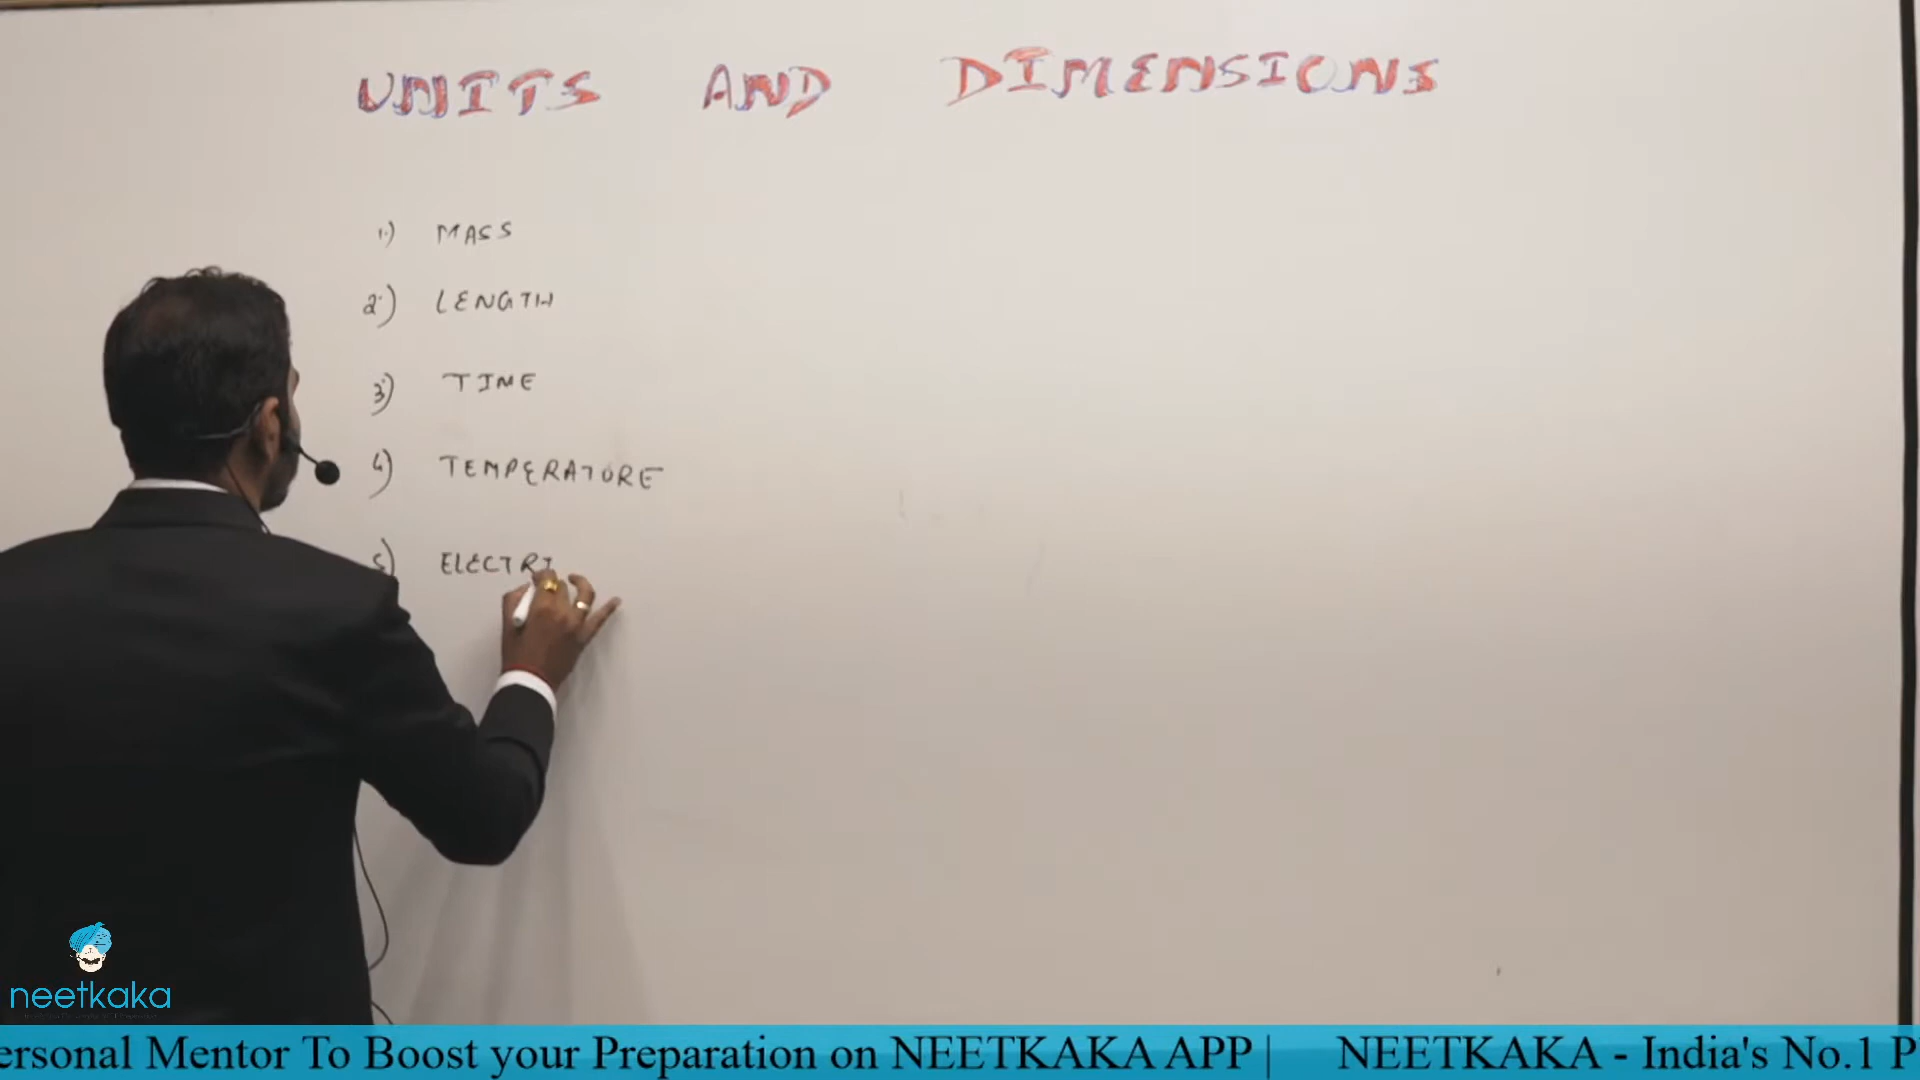 UNITS AND DIMENSIONS
1.) MASS
2.) LENGTH
3.) TIME
4) TEMPERATURE
5) ELECTRI
neetkaka
ersonal Mentor To Boost your Preparation on NEETKAKA APP | NEETKAKA - India's No.1 P